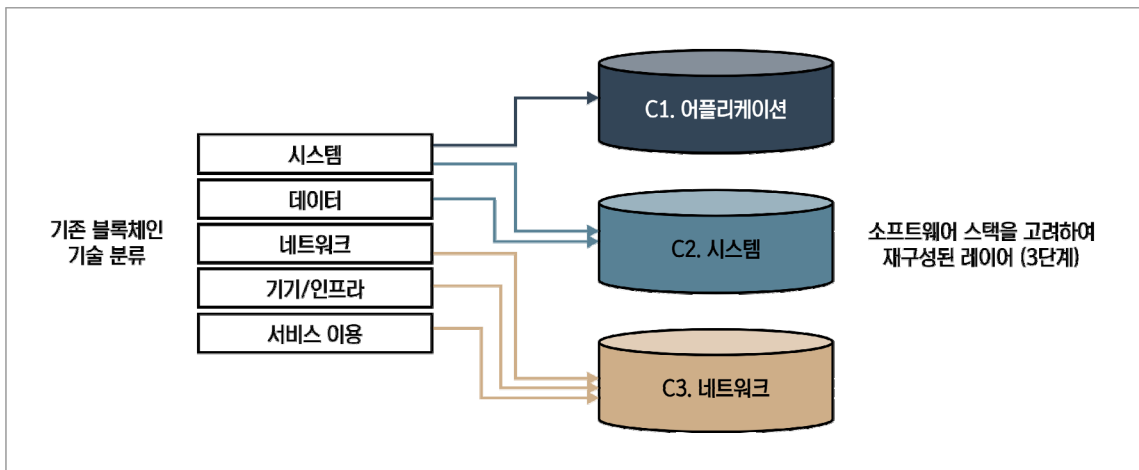 기존 블록체인
기술 분류
시스템
데이터
네트워크
기기/인프라
서비스 이용
C1. 어플리케이션
C2. 시스템
C3. 네트워크
소프트웨어 스택을 고려하여
재구성된 레이어 (3단계)